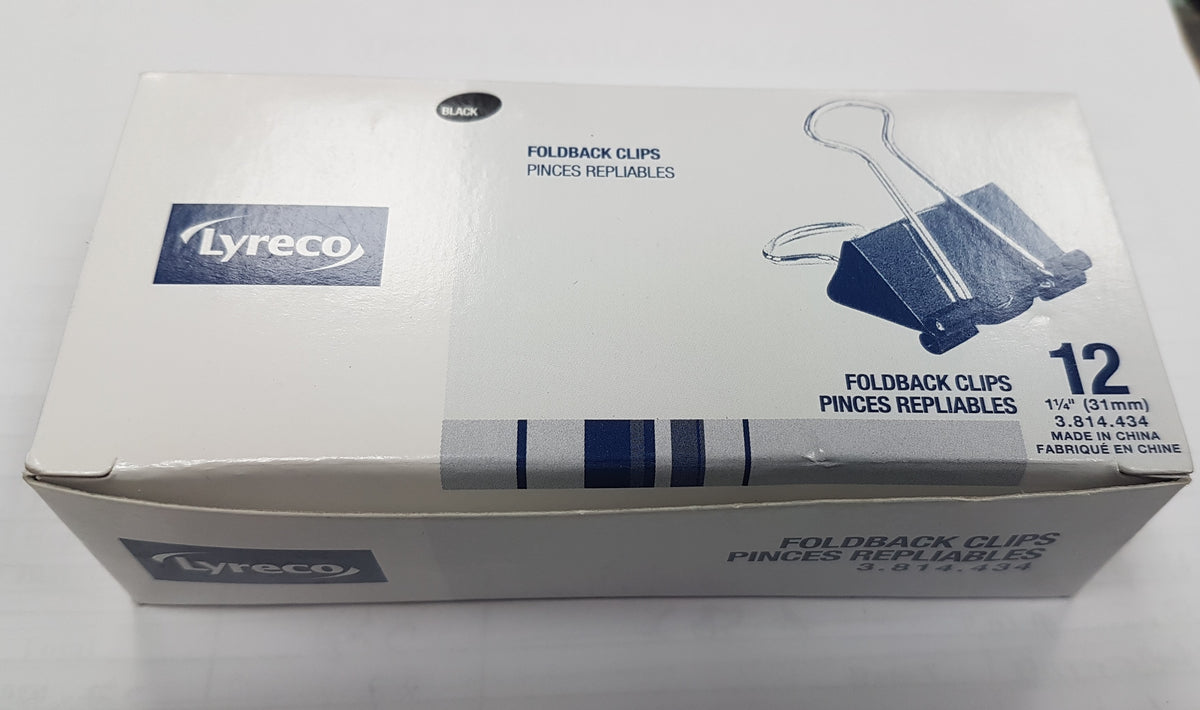 BLACK
FOLDBACK CLIPS
PINCES REPLIABLES
Lyreco
FOLDBACK CLIPS
PINCES REPLIABLES
12
1¼" (31mm)
3.814.434
MADE IN CHINA
FABRIQUÉ EN CHINE
Lyreco
FOLDBACK CLIPS
PINCES REPLIABLES
3.814.434